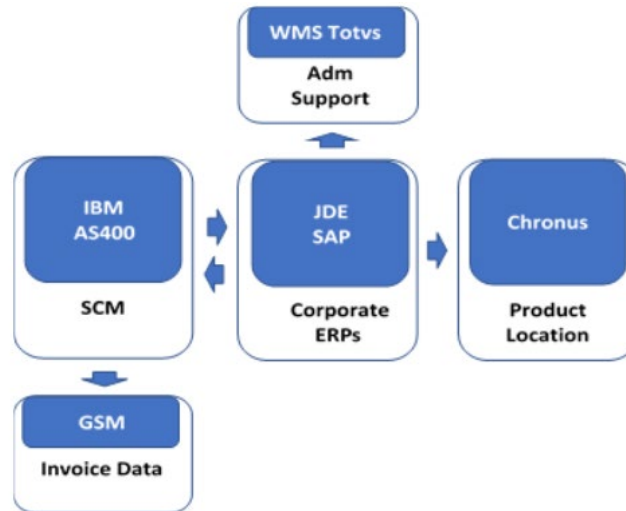 WMS Totvs
Adm
Support
IBM
AS400
SCM
JDE
SAP
Corporate
ERPs
Chronus
Product
Location
GSM
Invoice Data